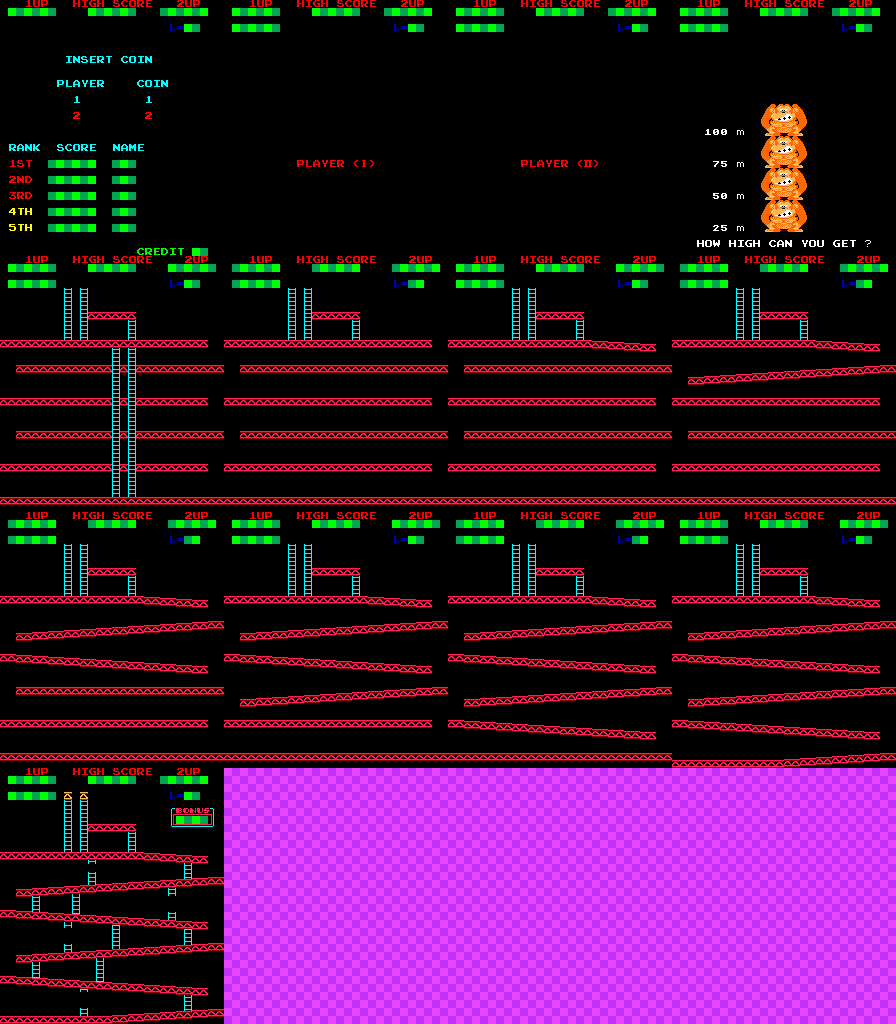 1UP HIGH SCORE 2UP 1UP HIGH SCORE 2UP 1UP HIGH SCORE 2UP 1UP HIGH SCORE 2UP
L= L= L= L=
INSERT COIN
PLAYER COIN
1 1
2 2
100 m
RANK SCORE NAME
1ST PLAYER (I) PLAYER (II) 75 m
2ND
3RD 50 m
4TH
5TH 25 m
HOW HIGH CAN YOU GET ?
CREDIT
1UP HIGH SCORE 2UP 1UP HIGH SCORE 2UP 1UP HIGH SCORE 2UP 1UP HIGH SCORE 2UP
L= L= L= L=
1UP HIGH SCORE 2UP 1UP HIGH SCORE 2UP 1UP HIGH SCORE 2UP 1UP HIGH SCORE 2UP
L= L= L= L=
1UP HIGH SCORE 2UP
L=
BONUS